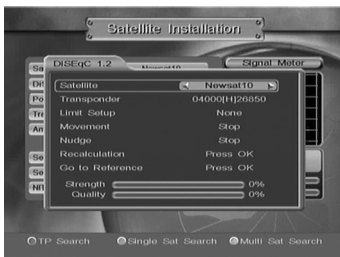 Satellite Installation
DISEqC 1.2
Newsat10
Signal Meter
Satellite Newsat10
Transponder 04000[H]26850
Limit Setup None
Movement Stop
Nudge Stop
Recalculation Press OK
Go to Reference Press OK
Strength 0%
Quality 0%
TP Search Single Sat Search Multi Sat Search